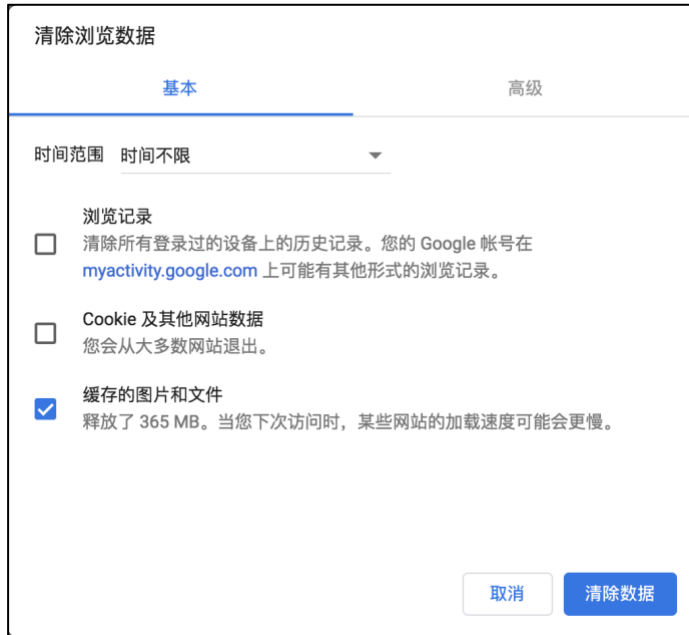 清除浏览数据
基本 高级
时间范围 时间不限
浏览记录
清除所有登录过的设备上的历史记录。您的 Google 帐号在
myactivity.google.com 上可能有其他形式的浏览记录。
Cookie 及其他网站数据
您会从大多数网站退出。
缓存的图片和文件
释放了 365 MB。当您下次访问时，某些网站的加载速度可能会更慢。
取消 清除数据